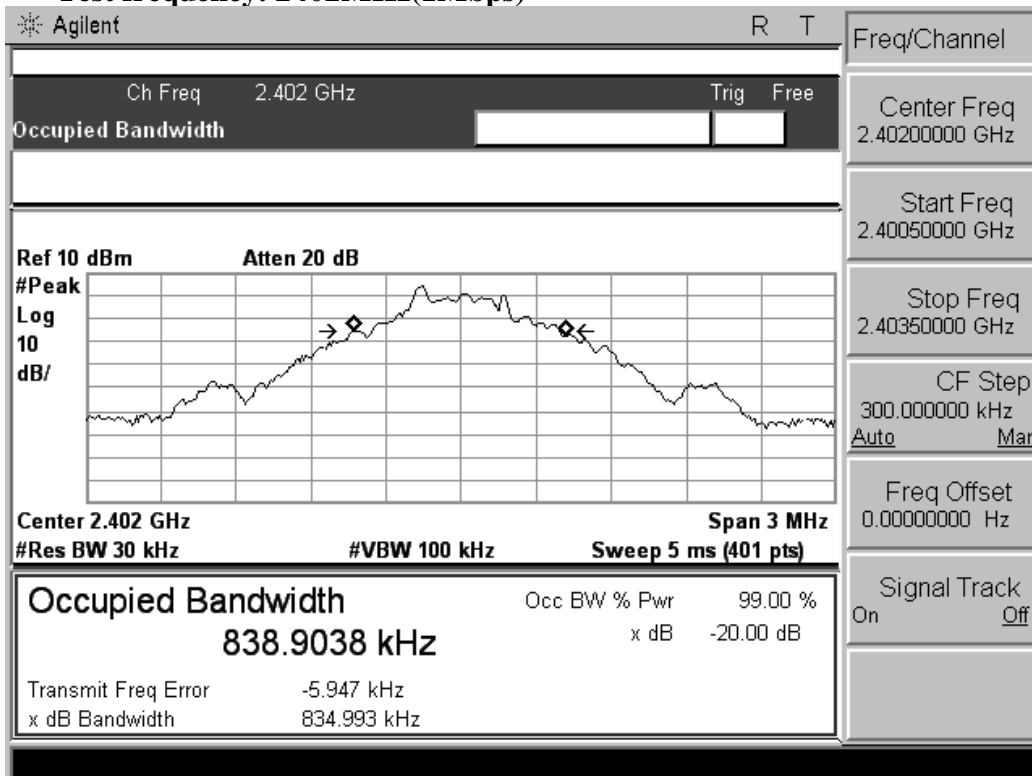 Test frequency: 2402MHz(1Mbps)
Agilent R T
Ch Freq 2.402 GHz Trig Free
Occupied Bandwidth
Ref 10 dBm Atten 20 dB
#Peak
Log
10
dB/
Center 2.402 GHz Span 3 MHz
#Res BW 30 kHz #VBW 100 kHz Sweep 5 ms (401 pts)
Occupied Bandwidth Occ BW % Pwr 99.00 %
838.9038 kHz x dB -20.00 dB
Transmit Freq Error -5.947 kHz
x dB Bandwidth 834.993 kHz
Freq/Channel
Center Freq
2.40200000 GHz
Start Freq
2.40050000 GHz
Stop Freq
2.40350000 GHz
CF Step
300.000000 kHz
Auto Man
Freq Offset
0.00000000 Hz
Signal Track
On Off